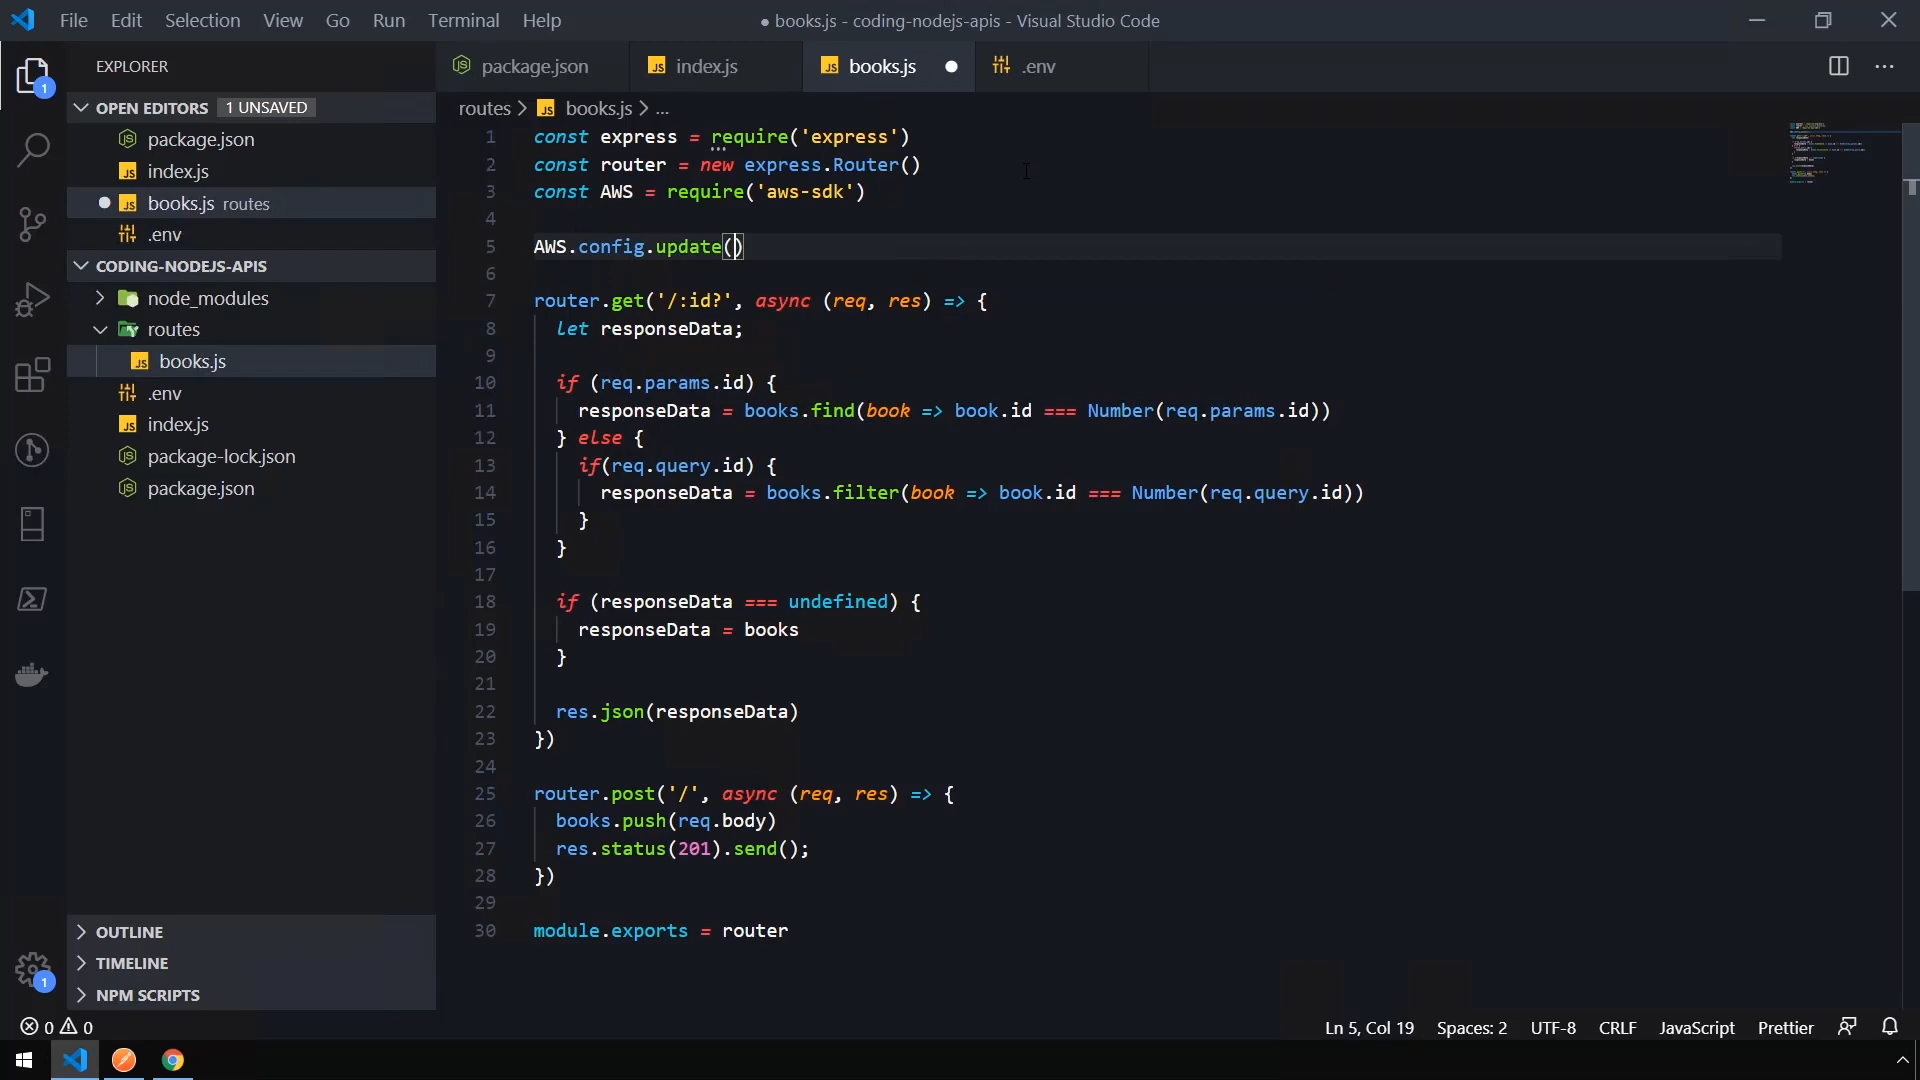 File Edit Selection View Go Run Terminal Help
● books.js - coding-nodejs-apis - Visual Studio Code
EXPLORER
OPEN EDITORS 1 UNSAVED
package.json
index.js
books.js routes
.env
CODING-NODEJS-APIS
node_modules
routes
books.js
.env
index.js
package-lock.json
package.json
OUTLINE
TIMELINE
NPM SCRIPTS
1
1
package.json index.js books.js .env
routes > books.js > ...
1 const express = require('express')
2 const router = new express.Router()
3 const AWS = require('aws-sdk')
4
5 AWS.config.update()
6
7 router.get('/:id?', async (req, res) => {
8 let responseData;
9
10 if (req.params.id) {
11 responseData = books.find(book => book.id === Number(req.params.id))
12 } else {
13 if(req.query.id) {
14 responseData = books.filter(book => book.id === Number(req.query.id))
15 }
16 }
17
18 if (responseData === undefined) {
19 responseData = books
20 }
21
22 res.json(responseData)
23 })
24
25 router.post('/', async (req, res) => {
26 books.push(req.body)
27 res.status(201).send();
28 })
29
30 module.exports = router
0 0
Ln 5, Col 19 Spaces: 2 UTF-8 CRLF JavaScript Prettier